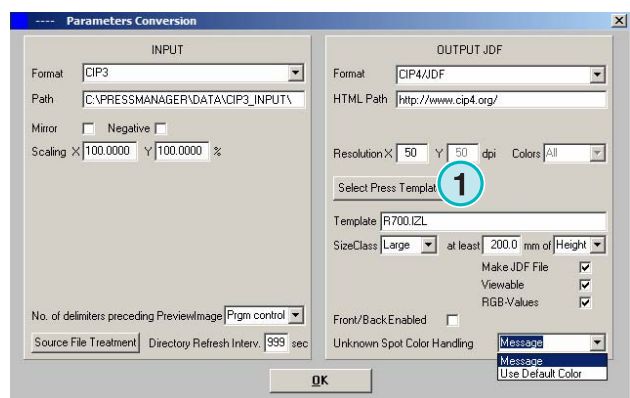 ---- Parameters Conversion
INPUT
Format CIP3
Path C:\PRESSMANAGER\DATA\CIP3_INPUT\
Mirror Negative
Scaling X 100.0000 Y 100.0000 %
No. of delimiters preceding PreviewImage Prgm control
Source File Treatment Directory Refresh Interv. 999 sec
OUTPUT JDF
Format CIP4/JDF
HTML Path http://www.cip4.org/
Resolution X 50 Y 50 dpi Colors All
Select Press Templat
1
Template R700.IZL
SizeClass Large at least 200.0 mm of Height
Make JDF File
Viewable
RGB-Values
Front/Back Enabled
Unknown Spot Color Handling Message
Message
Use Default Color
OK